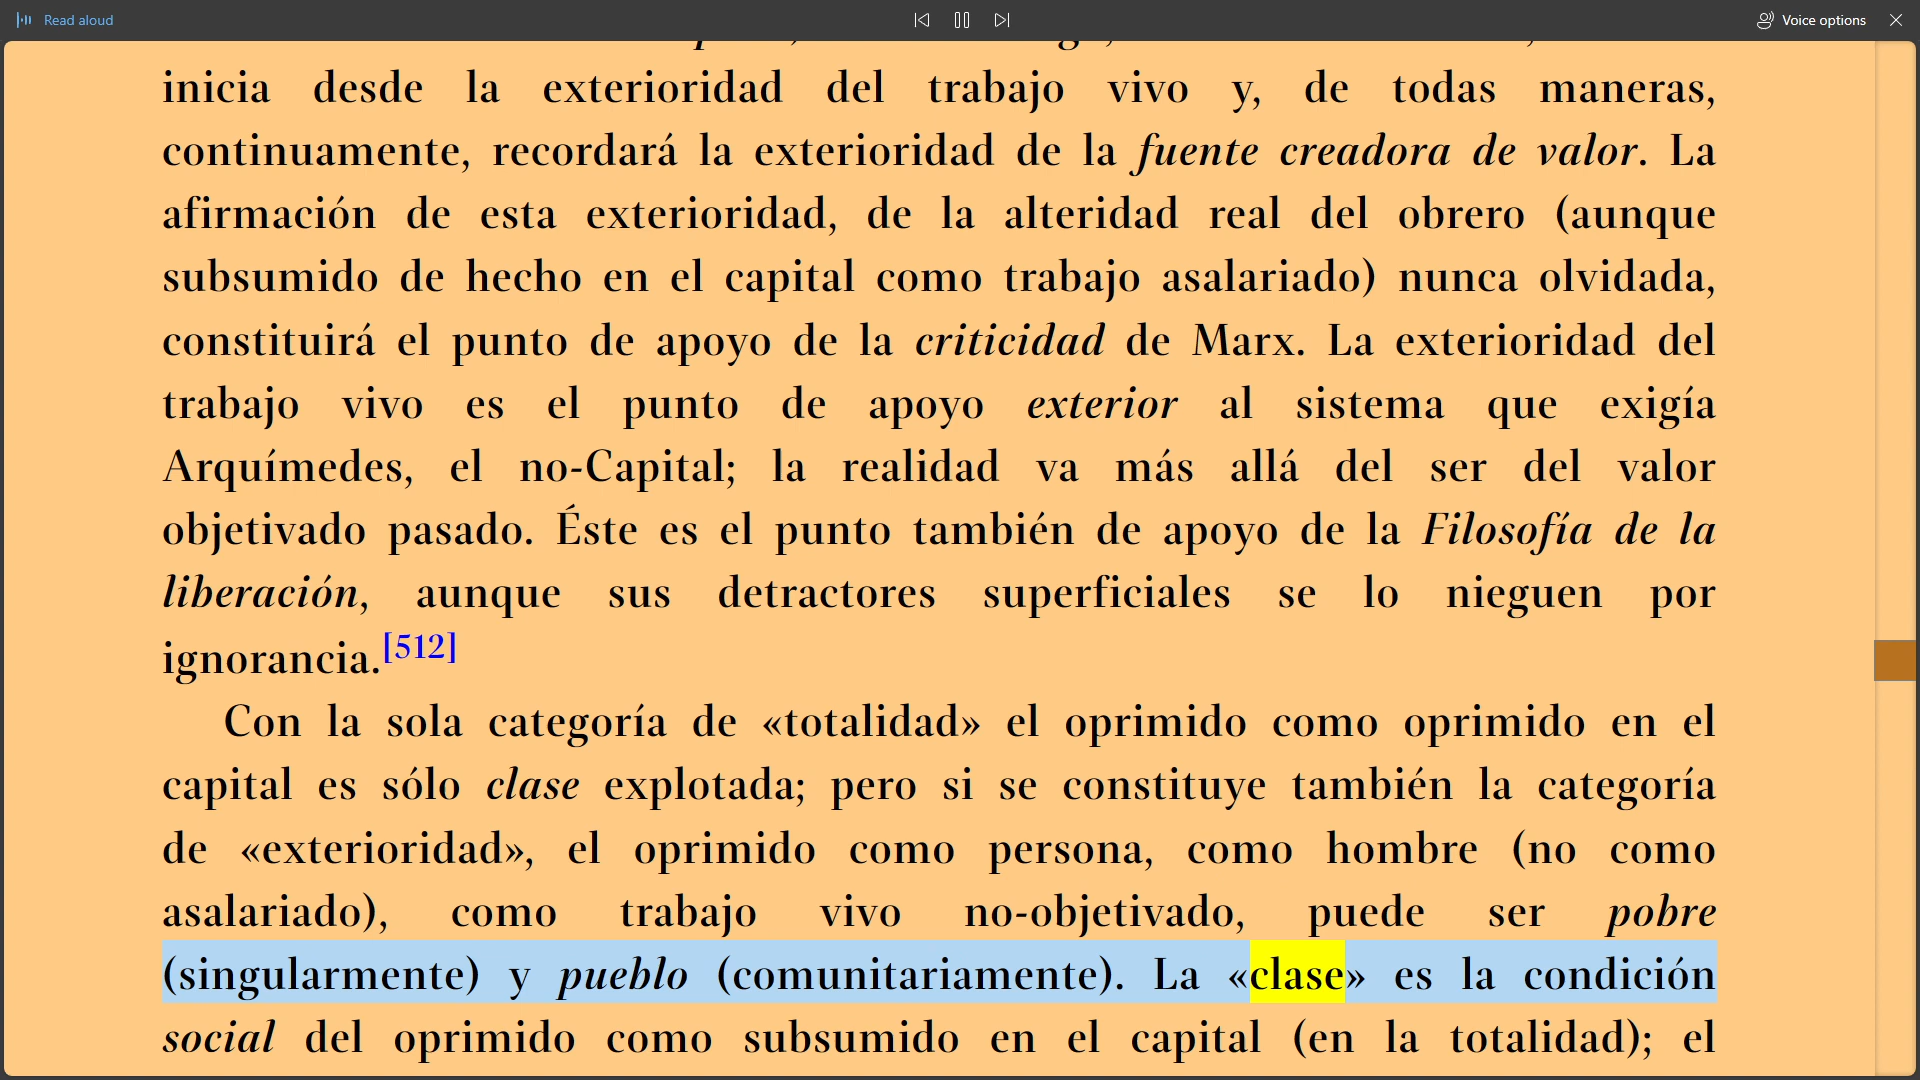 Read aloud
Voice options
inicia desde la exterioridad del trabajo vivo y, de todas maneras,
continuamente, recordará la exterioridad de la fuente creadora de valor. La
afirmación de esta exterioridad, de la alteridad real del obrero (aunque
subsumido de hecho en el capital como trabajo asalariado) nunca olvidada,
constituirá el punto de apoyo de la criticidad de Marx. La exterioridad del
trabajo vivo es el punto de apoyo exterior al sistema que exigía
Arquímedes, el no-Capital; la realidad va más allá del ser del valor
objetivado pasado. Éste es el punto también de apoyo de la Filosofía de la
liberación, aunque sus detractores superficiales se lo nieguen por
ignorancia.[512]
Con la sola categoría de «totalidad» el oprimido como oprimido en el
capital es sólo clase explotada; pero si se constituye también la categoría
de «exterioridad», el oprimido como persona, como hombre (no como
asalariado), como trabajo vivo no-objetivado, puede ser pobre
(singularmente) y pueblo (comunitariamente). La «clase» es la condición
social del oprimido como subsumido en el capital (en la totalidad); el